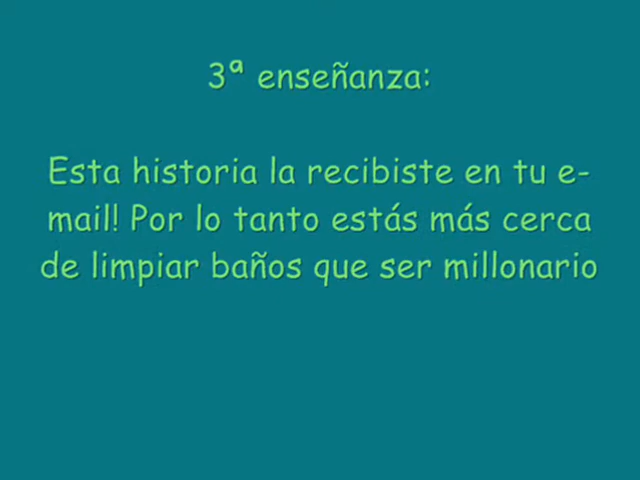 3ª enseñanza:
Esta historia la recibiste en tu e-
mail! Por lo tanto estás más cerca
de limpiar baños que ser millonario